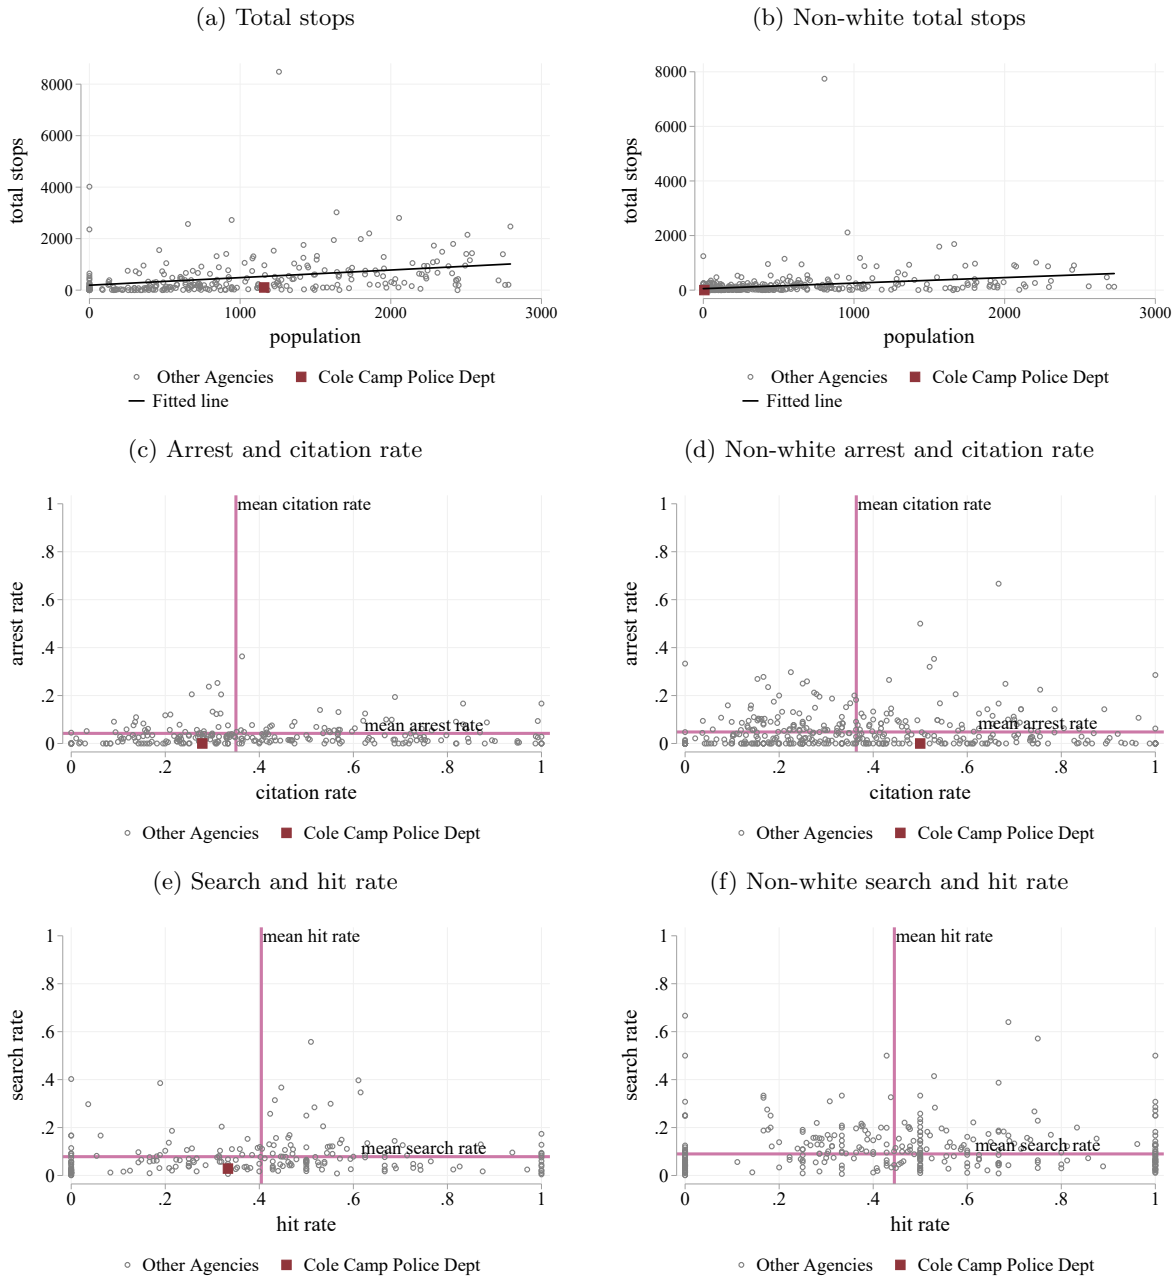 (a) Total stops
(b) Non-white total stops
8000
6000
4000
2000
0
total stops
0 1000 2000 3000
population
Other Agencies Cole Camp Police Dept
Fitted line
8000
6000
4000
2000
0
total stops
0 1000 2000 3000
population
Other Agencies Cole Camp Police Dept
Fitted line
(c) Arrest and citation rate
(d) Non-white arrest and citation rate
1
.8
.6
.4
.2
0
arrest rate
mean citation rate
mean arrest rate
0 .2 .4 .6 .8 1
citation rate
Other Agencies Cole Camp Police Dept
1
.8
.6
.4
.2
0
arrest rate
mean citation rate
mean arrest rate
0 .2 .4 .6 .8 1
citation rate
Other Agencies Cole Camp Police Dept
(e) Search and hit rate
(f) Non-white search and hit rate
1
.8
.6
.4
.2
0
search rate
mean hit rate
mean search rate
0 .2 .4 .6 .8 1
hit rate
Other Agencies Cole Camp Police Dept
1
.8
.6
.4
.2
0
search rate
mean hit rate
mean search rate
0 .2 .4 .6 .8 1
hit rate
Other Agencies Cole Camp Police Dept